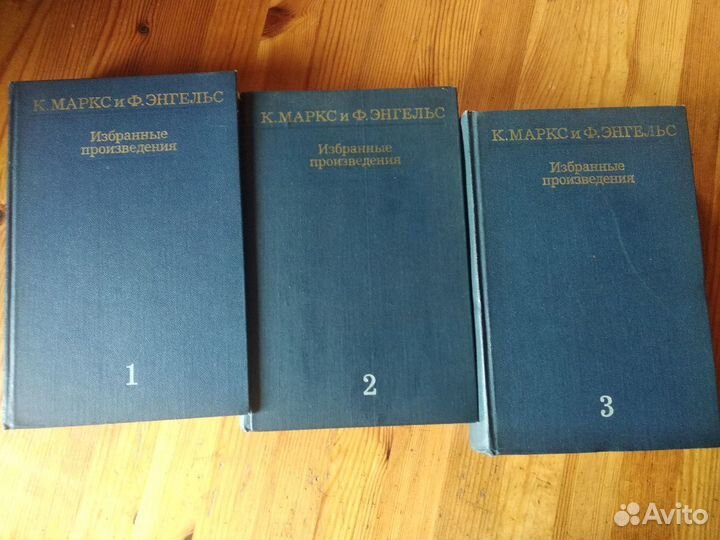 К. МАРКС и Ф. ЭНГЕЛЬС
Избранные
произведения
1
К. МАРКС и Ф. ЭНГЕЛЬС
Избранные
произведения
2
К. МАРКС и Ф. ЭНГЕЛЬС
Избранные
произведения
3
Avito